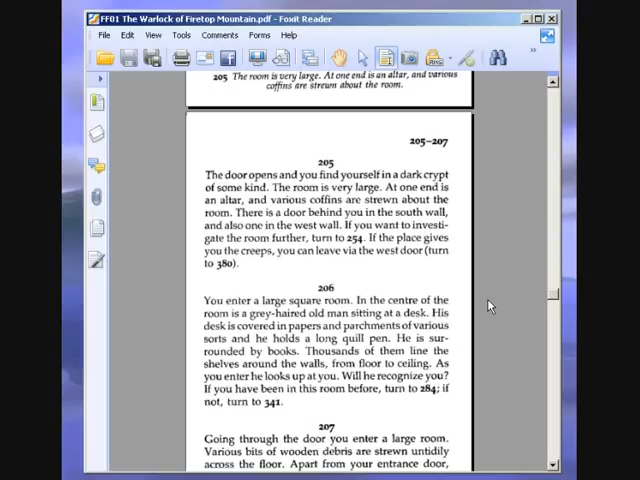 FF01 The Warlock of Firetop Mountain.pdf - Foxit Reader
File Edit View Tools Comments Forms Help
205 The room is very large. At one end is an altar, and various
coffins are strewn about the room.
205–207
205
The door opens and you find yourself in a dark crypt
of some kind. The room is very large. At one end is
an altar, and various coffins are strewn about the
room. There is a door behind you in the south wall,
and also one in the west wall. If you want to investi-
gate the room further, turn to 254. If the place gives
you the creeps, you can leave via the west door (turn
to 380).
206
You enter a large square room. In the centre of the
room is a grey-haired old man sitting at a desk. His
desk is covered in papers and parchments of various
sorts and he holds a long quill pen. He is sur-
rounded by books. Thousands of them line the
shelves around the walls, from floor to ceiling. As
you enter he looks up at you. Will he recognize you?
If you have been in this room before, turn to 284; if
not, turn to 341.
207
Going through the door you enter a large room.
Various bits of wooden debris are strewn untidily
across the floor. Apart from your entrance door,